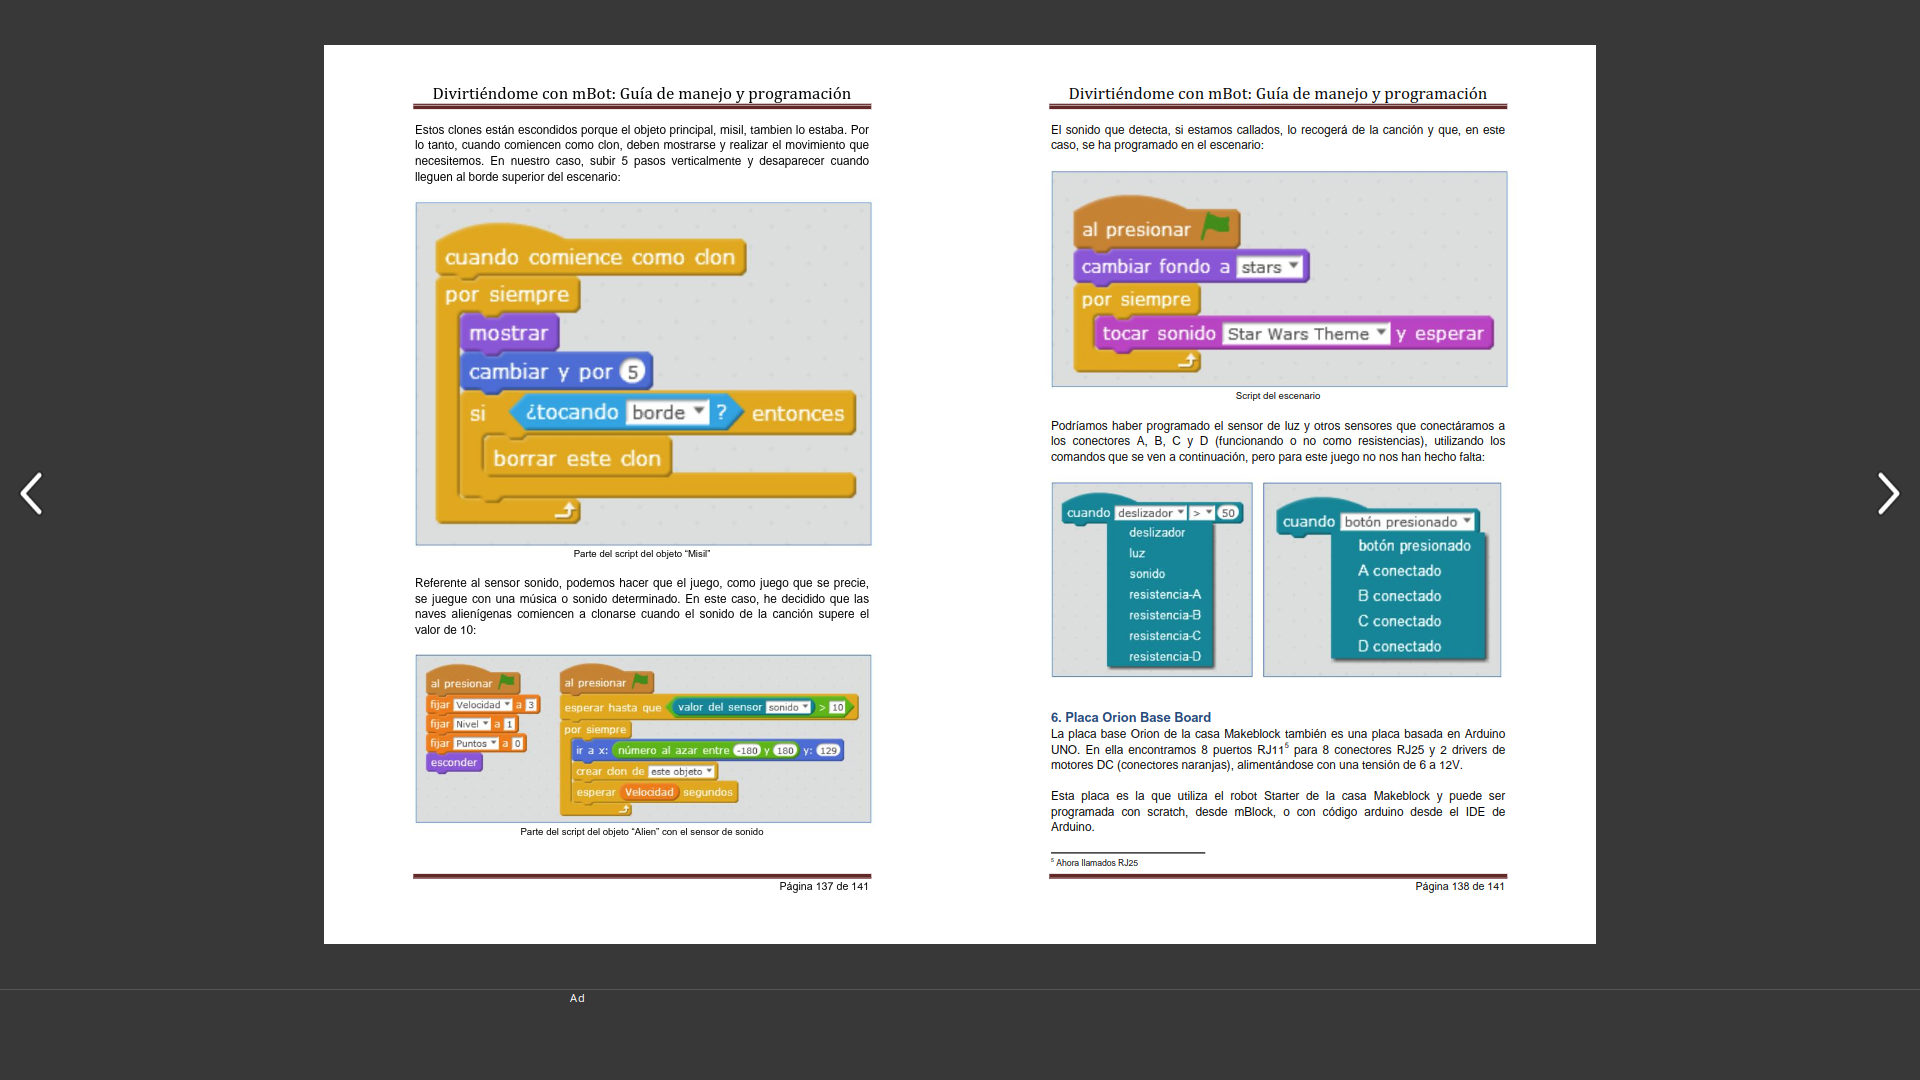 Divirtiéndome con mBot: Guía de manejo y programación
Estos clones están escondidos porque el objeto principal, misil, tambien lo estaba. Por
lo tanto, cuando comiencen como clon, deben mostrarse y realizar el movimiento que
necesitemos. En nuestro caso, subir 5 pasos verticalmente y desaparecer cuando
lleguen al borde superior del escenario:
cuando comience como clon
por siempre
mostrar
cambiar y por 5
si ¿tocando borde ? entonces
borrar este clon
Parte del script del objeto “Misil”
Referente al sensor sonido, podemos hacer que el juego, como juego que se precie,
se juegue con una música o sonido determinado. En este caso, he decidido que las
naves alienígenas comiencen a clonarse cuando el sonido de la canción supere el
valor de 10:
al presionar
fijar Velocidad a 3
fijar Nivel a 1
fijar Puntos a 0
esconder
al presionar
esperar hasta que valor del sensor sonido > 10
por siempre
ir a x: número al azar entre -180 y 180 y: 129
crear clon de este objeto
esperar Velocidad segundos
Parte del script del objeto “Alien” con el sensor de sonido
Página 137 de 141
Divirtiéndome con mBot: Guía de manejo y programación
El sonido que detecta, si estamos callados, lo recogerá de la canción y que, en este
caso, se ha programado en el escenario:
al presionar
cambiar fondo a stars
por siempre
tocar sonido Star Wars Theme y esperar
Script del escenario
Podríamos haber programado el sensor de luz y otros sensores que conectáramos a
los conectores A, B, C y D (funcionando o no como resistencias), utilizando los
comandos que se ven a continuación, pero para este juego no nos han hecho falta:
cuando deslizador > 50
deslizador
luz
sonido
resistencia-A
resistencia-B
resistencia-C
resistencia-D
cuando botón presionado
botón presionado
A conectado
B conectado
C conectado
D conectado
6. Placa Orion Base Board
La placa base Orion de la casa Makeblock también es una placa basada en Arduino
UNO. En ella encontramos 8 puertos RJ11⁵ para 8 conectores RJ25 y 2 drivers de
motores DC (conectores naranjas), alimentándose con una tensión de 6 a 12V.
Esta placa es la que utiliza el robot Starter de la casa Makeblock y puede ser
programada con scratch, desde mBlock, o con código arduino desde el IDE de
Arduino.
⁵ Ahora llamados RJ25
Página 138 de 141
Ad